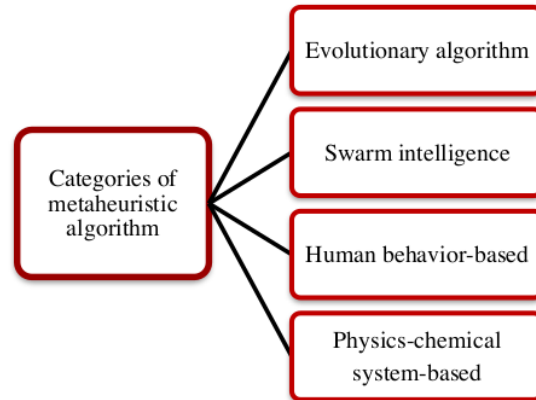 Evolutionary algorithm
Swarm intelligence
Categories of
metaheuristic
algorithm
Human behavior-based
Physics-chemical
system-based